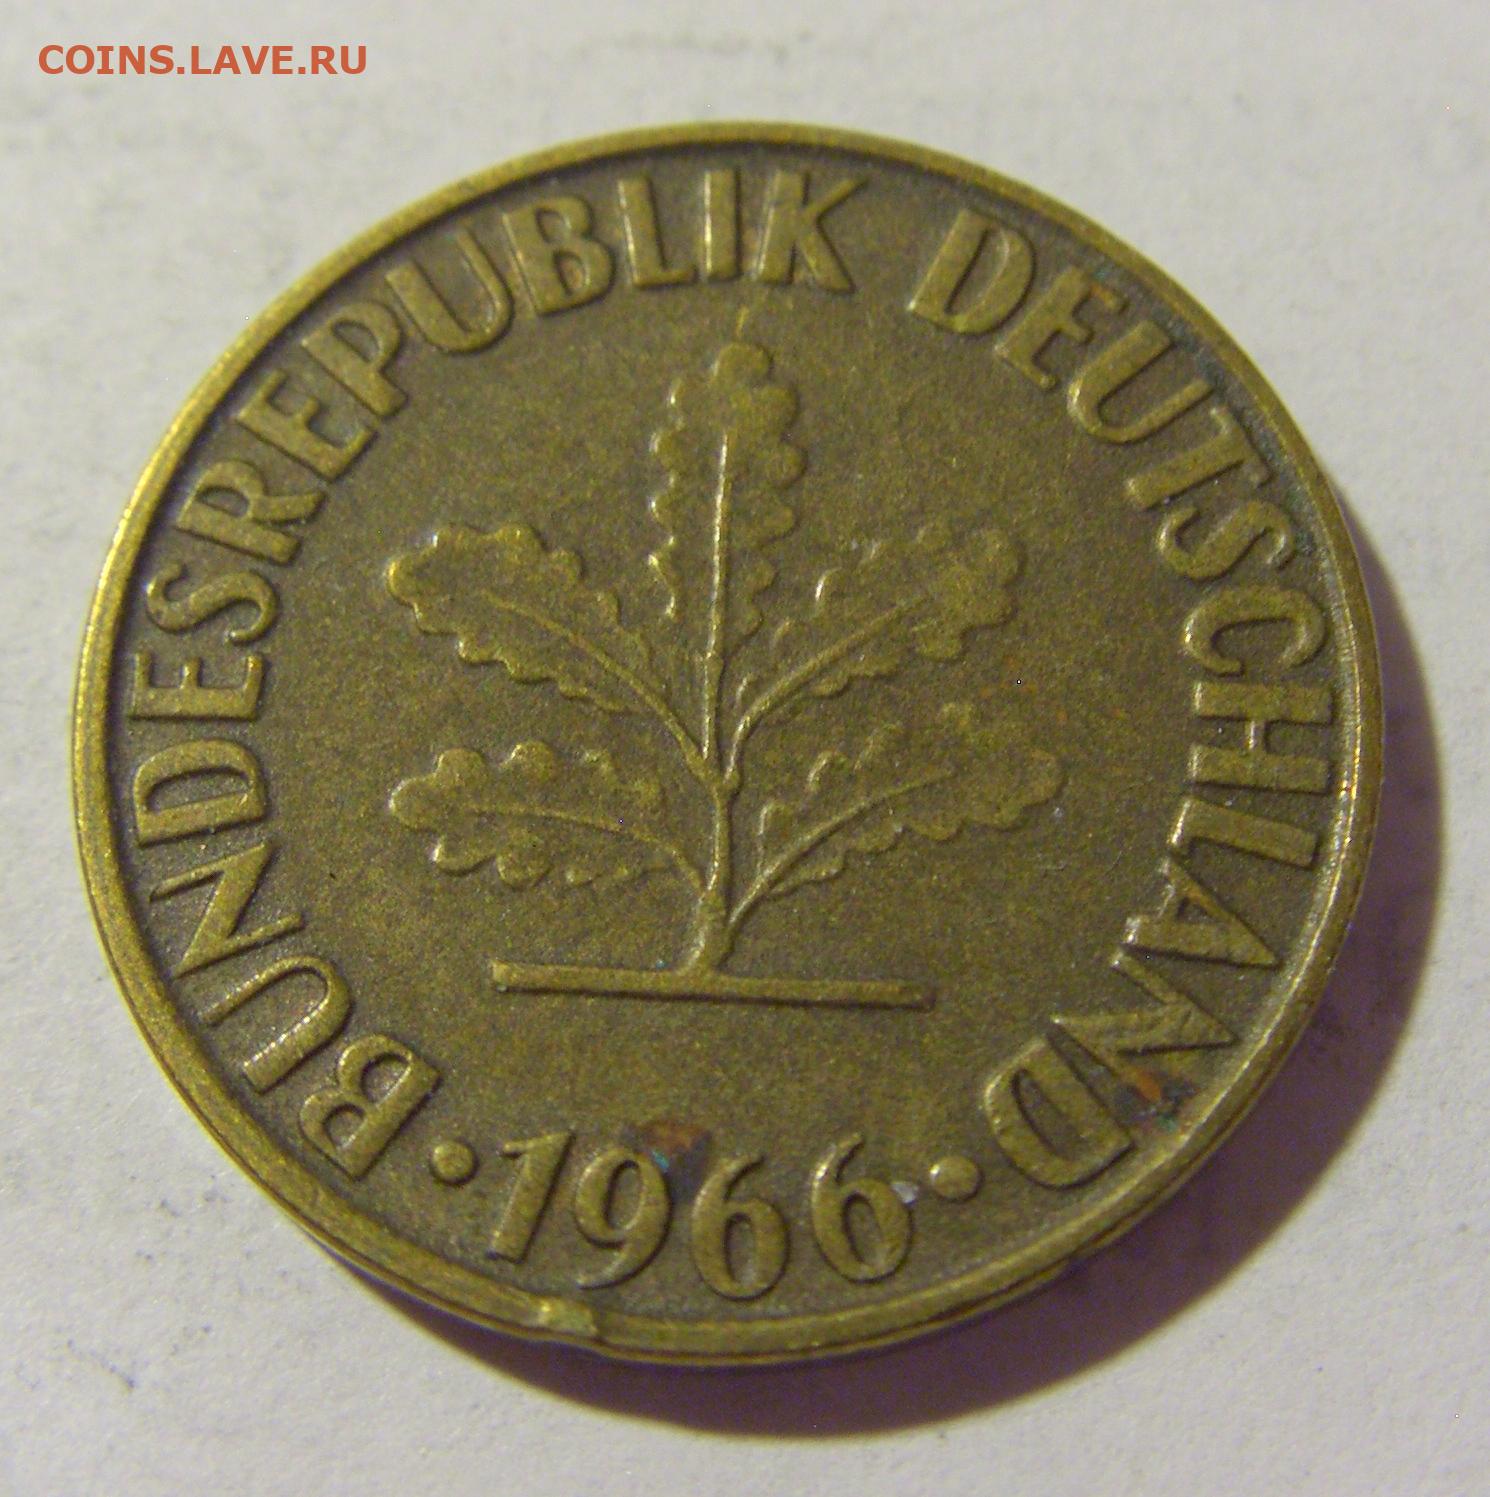 COINS.LAVE.RU
BUNDESREPUBLIK DEUTSCHLAND
· 1966 ·